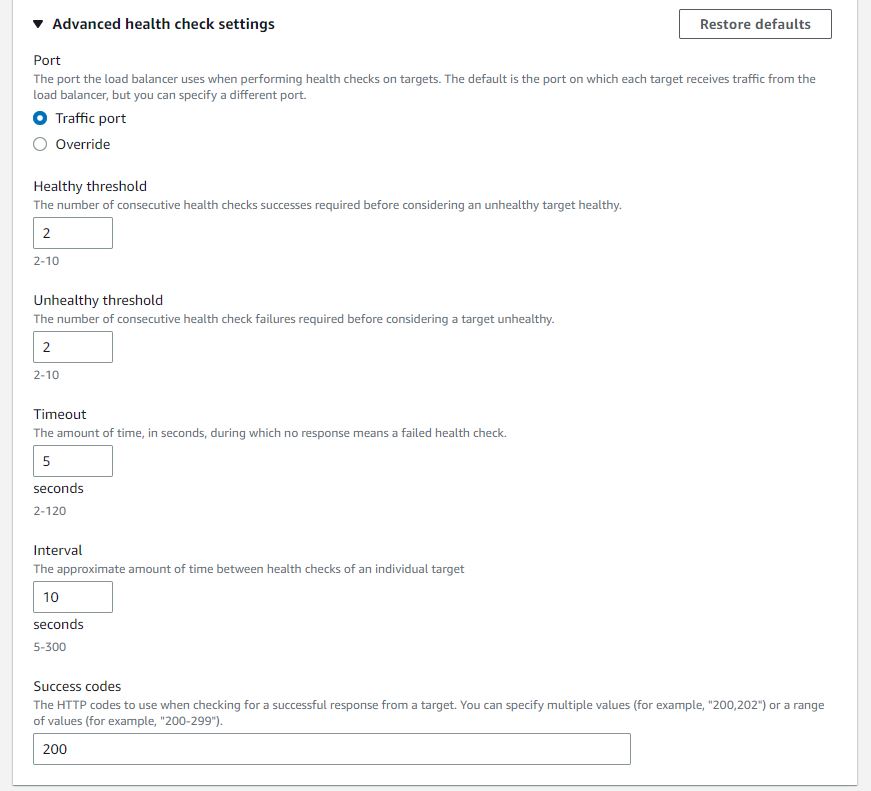 Advanced health check settings
Restore defaults
Port
The port the load balancer uses when performing health checks on targets. The default is the port on which each target receives traffic from the
load balancer, but you can specify a different port.
Traffic port
Override
Healthy threshold
The number of consecutive health checks successes required before considering an unhealthy target healthy.
2
2-10
Unhealthy threshold
The number of consecutive health check failures required before considering a target unhealthy.
2
2-10
Timeout
The amount of time, in seconds, during which no response means a failed health check.
5
seconds
2-120
Interval
The approximate amount of time between health checks of an individual target
10
seconds
5-300
Success codes
The HTTP codes to use when checking for a successful response from a target. You can specify multiple values (for example, "200,202") or a range
of values (for example, "200-299").
200